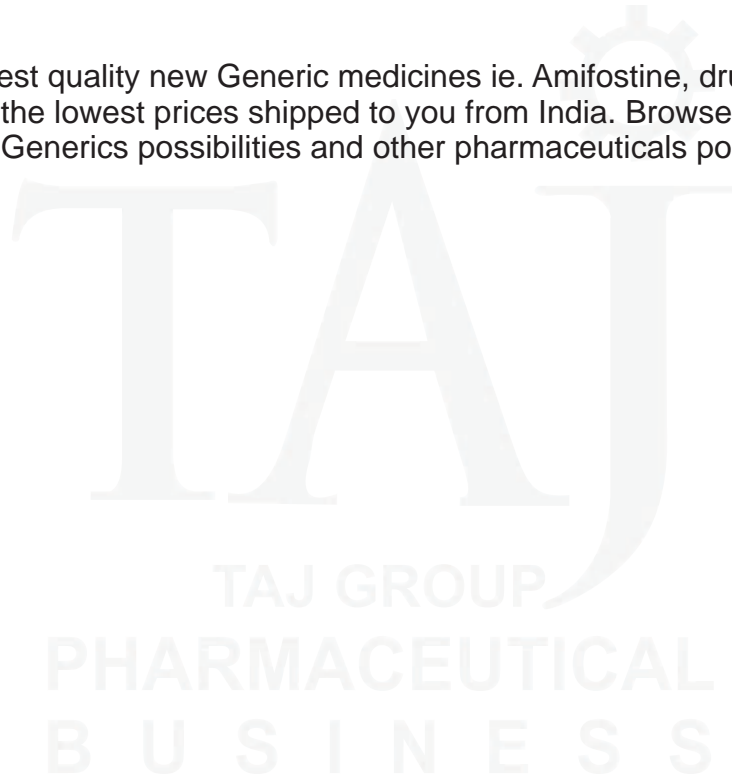 est quality new Generic medicines ie. Amifostine, dru
the lowest prices shipped to you from India. Browse
Generics possibilities and other pharmaceuticals po
TAJ
TAJ GROUP
PHARMACEUTICAL
BUSINESS